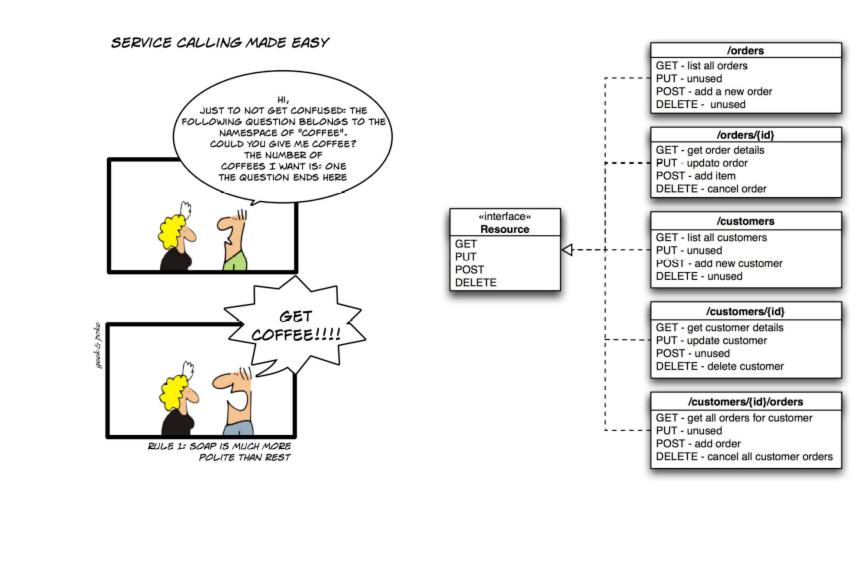 SERVICE CALLING MADE EASY
HI,
JUST TO NOT GET CONFUSED: THE
FOLLOWING QUESTION BELONGS TO THE
NAMESPACE OF "COFFEE".
COULD YOU GIVE ME COFFEE?
THE NUMBER OF
COFFEES I WANT IS: ONE
THE QUESTION ENDS HERE
GET
COFFEE!!!!
geek & poke
RULE 1: SOAP IS MUCH MORE
POLITE THAN REST
«interface»
Resource
GET
PUT
POST
DELETE
/orders
GET - list all orders
PUT - unused
POST - add a new order
DELETE - unused
/orders/{id}
GET - get order details
PUT - update order
POST - add item
DELETE - cancel order
/customers
GET - list all customers
PUT - unused
POST - add new customer
DELETE - unused
/customers/{id}
GET - get customer details
PUT - update customer
POST - unused
DELETE - delete customer
/customers/{id}/orders
GET - get all orders for customer
PUT - unused
POST - add order
DELETE - cancel all customer orders